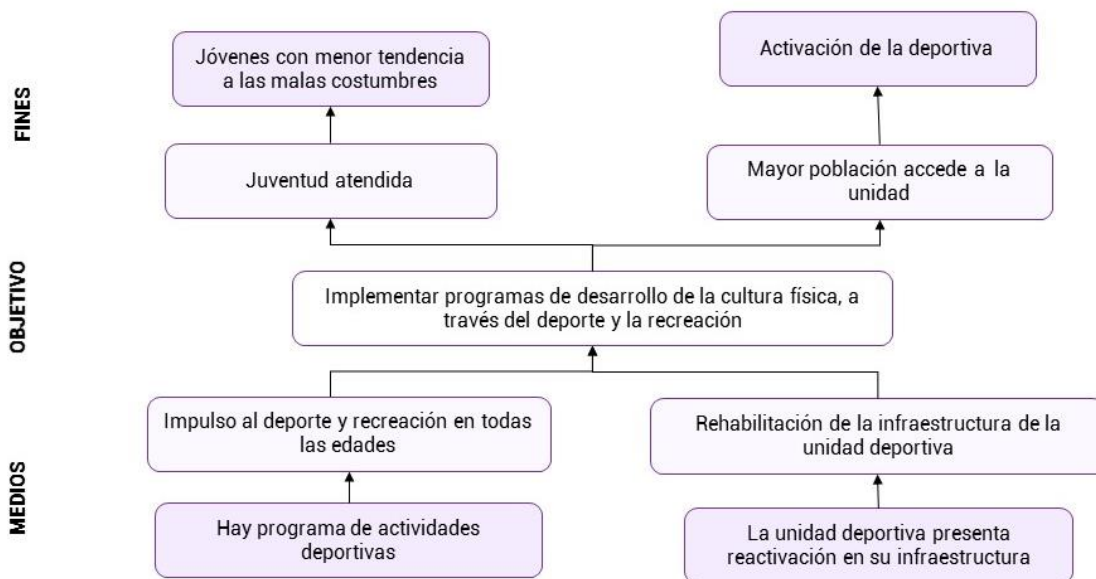 FINES
Jóvenes con menor tendencia
a las malas costumbres
Activación de la deportiva
Juventud atendida
Mayor población accede a la
unidad
OBJETIVO
Implementar programas de desarrollo de la cultura física, a
través del deporte y la recreación
MEDIOS
Impulso al deporte y recreación en todas
las edades
Rehabilitación de la infraestructura de la
unidad deportiva
Hay programa de actividades
deportivas
La unidad deportiva presenta
reactivación en su infraestructura